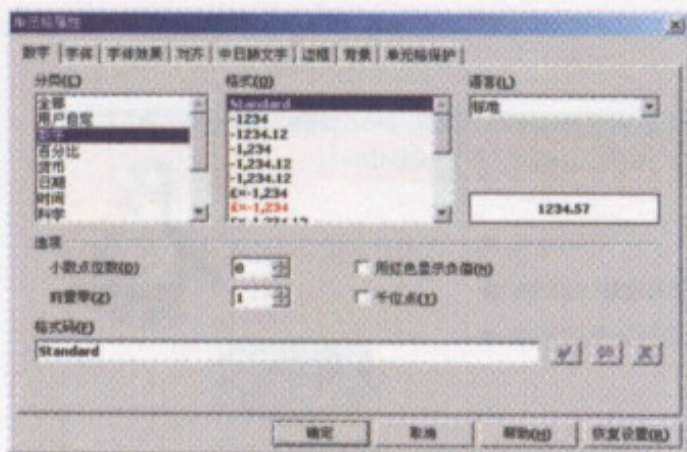 单元格属性
数字 字体 字体效果 对齐 中日韩文字 边框 背景 单元格保护
分类(C) 格式(O) 语言(L)
全部
用户自定
数字
百分比
货币
日期
时间
科学
Standard
-1234
-1234.12
-1,234
-1,234.12
-1,234.12
£=-1,234
£=-1,234
标准
1234.57
选项
小数点位数(D) 0 用红色显示负值(N)
前置零(Z) 1 千位点(T)
格式码(F)
Standard
确定 取消 帮助(H) 恢复设置(R)